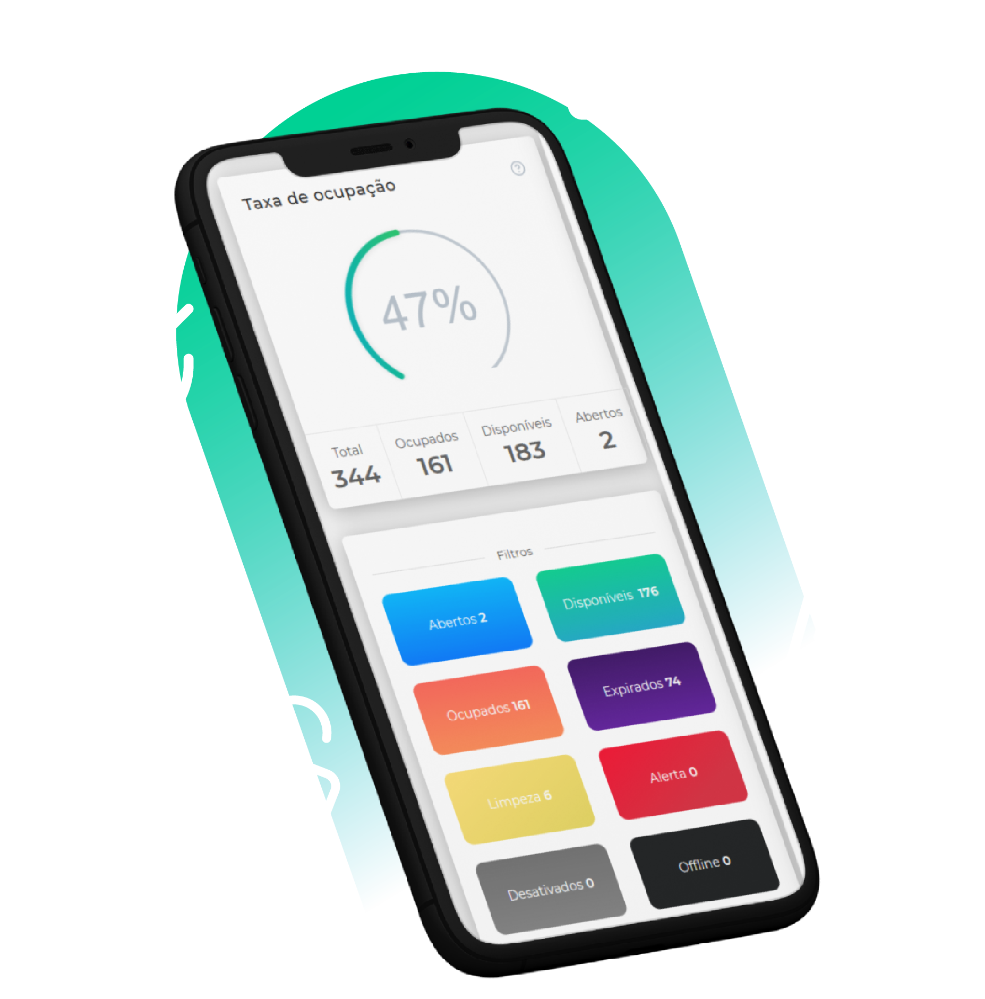 Taxa de ocupação
47%
Total Ocupados Disponíveis Abertos
344 161 183 2
Filtros
Abertos 2 Disponíveis 176
Ocupados 161 Expirados 74
Limpeza 6 Alerta 0
Desativados 0 Offline 0